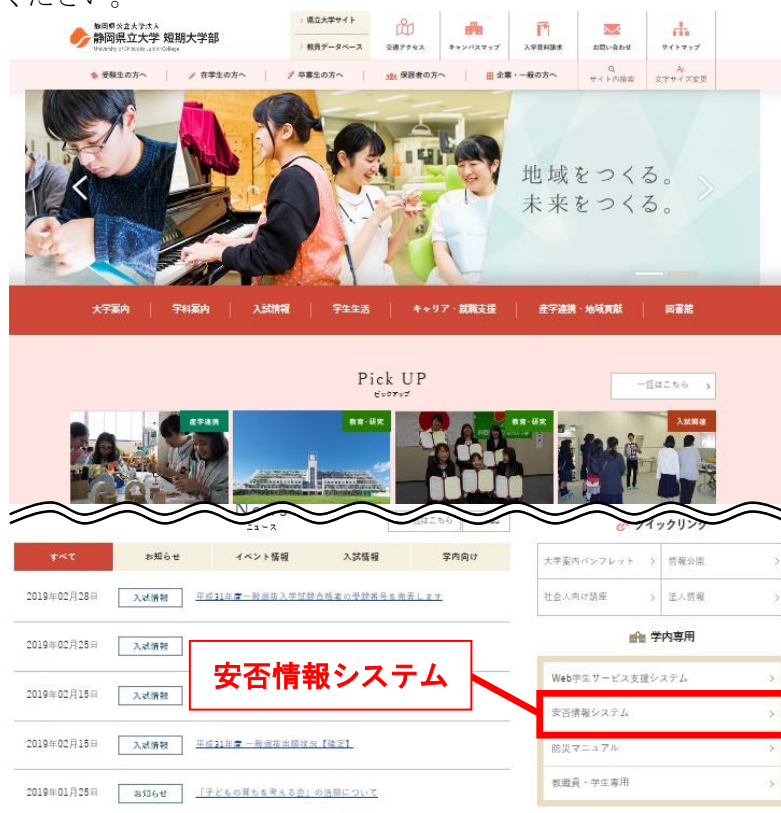 ください。
静岡県公立大学法人
静岡県立大学 短期大学部
University of Shizuoka, Junior College
県立大学サイト
教員データベース
交通アクセス
キャンパスマップ
入学資料請求
お問い合わせ
サイトマップ
受験生の方へ
在学生の方へ
卒業生の方へ
保護者の方へ
企業・一般の方へ
サイト内検索
文字サイズ変更
地域をつくる。
未来をつくる。
大学案内
学科案内
入試情報
学生生活
キャリア・就職支援
産学連携・地域貢献
図書館
Pick UP
ピックアップ
一覧はこちら
産学連携
教育・研究
教育・研究
入試関連
ニュース
クイックリンク
すべて
お知らせ
イベント情報
入試情報
学内向け
大学案内パンフレット
情報公開
2019年02月28日 入試情報 平成31年度一般選抜入学試験合格者の受験番号を発表します
社会人向け講座
法人情報
学内専用
2019年02月25日 入試情報
安否情報システム
Web学生サービス支援システム
安否情報システム
2019年02月15日 入試情報
2019年02月15日 入試情報 平成31年度 一般選抜出願状況【確定】
防災マニュアル
教職員・学生専用
2019年01月25日 お知らせ 「子どもの育ちを考える会」の活動について